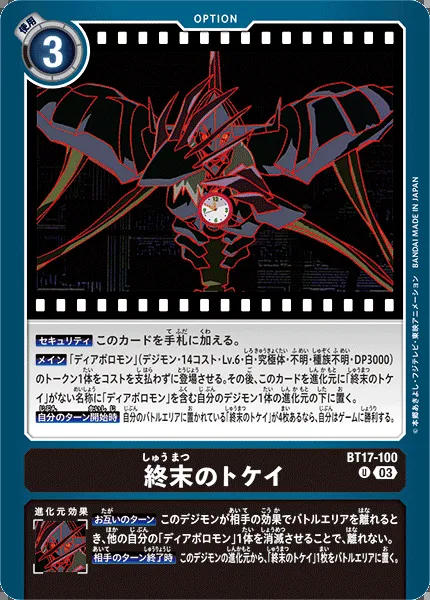 OPTION
使用
3
セキュリティ このカードを手札に加える。
メイン 「ディアボロモン」(デジモン・14コスト・Lv.6・白・究極体・不明・種族不明・DP3000)
のトークン1体をコストを支払わずに登場させる。その後、このカードを進化元に「終末のト
ケイ」がない名称に「ディアボロモン」を含む自分のデジモン1体の進化元の下に置く。
自分のターン開始時 自分のバトルエリアに置かれている「終末のトケイ」が4枚あるなら、自分はゲームに勝利する。
©本郷あきよし・フジテレビ・東映アニメーション BANDAI MADE IN JAPAN
しゅうまつ
終末のトケイ
BT17-100
U 03
進化元効果
お互いのターン このデジモンが相手の効果でバトルエリアを離れると
き、他の自分の「ディアボロモン」1体を消滅させることで、離れない。
相手のターン終了時 このデジモンの進化元から、「終末のトケイ」1枚をバトルエリアに置く。